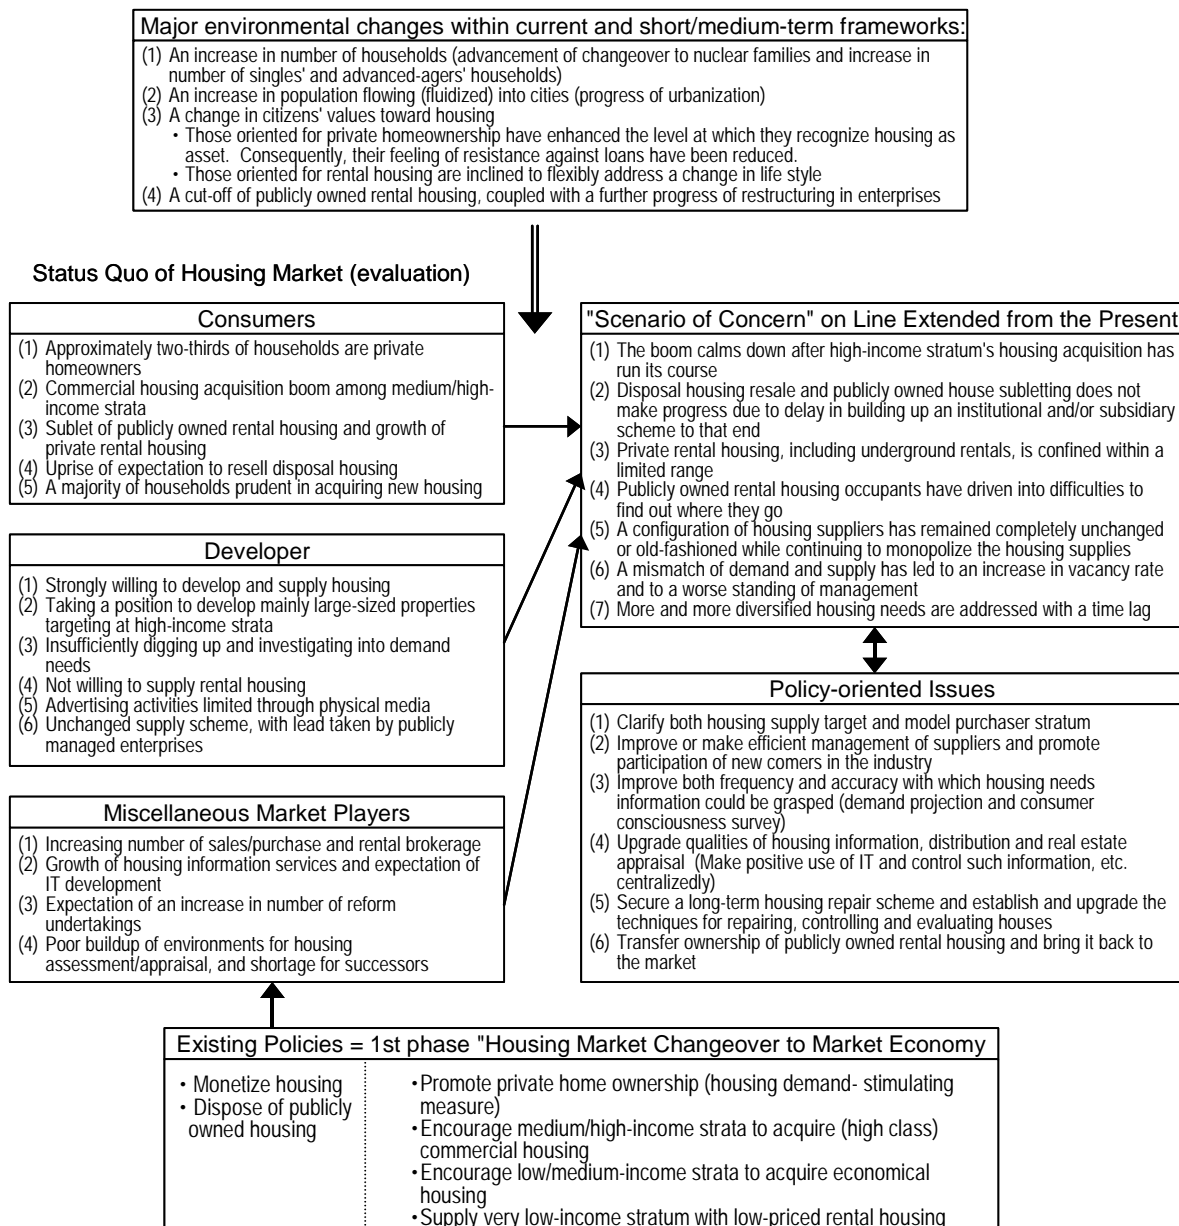 Major environmental changes within current and short/medium-term frameworks:
(1) An increase in number of households (advancement of changeover to nuclear families and increase in
number of singles' and advanced-agers' households)
(2) An increase in population flowing (fluidized) into cities (progress of urbanization)
(3) A change in citizens' values toward housing
・Those oriented for private homeownership have enhanced the level at which they recognize housing as
asset. Consequently, their feeling of resistance against loans have been reduced.
・Those oriented for rental housing are inclined to flexibly address a change in life style
(4) A cut-off of publicly owned rental housing, coupled with a further progress of restructuring in enterprises
Status Quo of Housing Market (evaluation)
Consumers
(1) Approximately two-thirds of households are private
homeowners
(2) Commercial housing acquisition boom among medium/high-
income strata
(3) Sublet of publicly owned rental housing and growth of
private rental housing
(4) Uprise of expectation to resell disposal housing
(5) A majority of households prudent in acquiring new housing
Developer
(1) Strongly willing to develop and supply housing
(2) Taking a position to develop mainly large-sized properties
targeting at high-income strata
(3) Insufficiently digging up and investigating into demand
needs
(4) Not willing to supply rental housing
(5) Advertising activities limited through physical media
(6) Unchanged supply scheme, with lead taken by publicly
managed enterprises
Miscellaneous Market Players
(1) Increasing number of sales/purchase and rental brokerage
(2) Growth of housing information services and expectation of
IT development
(3) Expectation of an increase in number of reform
undertakings
(4) Poor buildup of environments for housing
assessment/appraisal, and shortage for successors
"Scenario of Concern" on Line Extended from the Present
(1) The boom calms down after high-income stratum's housing acquisition has
run its course
(2) Disposal housing resale and publicly owned house subletting does not
make progress due to delay in building up an institutional and/or subsidiary
scheme to that end
(3) Private rental housing, including underground rentals, is confined within a
limited range
(4) Publicly owned rental housing occupants have driven into difficulties to
find out where they go
(5) A configuration of housing suppliers has remained completely unchanged
or old-fashioned while continuing to monopolize the housing supplies
(6) A mismatch of demand and supply has led to an increase in vacancy rate
and to a worse standing of management
(7) More and more diversified housing needs are addressed with a time lag
Policy-oriented Issues
(1) Clarify both housing supply target and model purchaser stratum
(2) Improve or make efficient management of suppliers and promote
participation of new comers in the industry
(3) Improve both frequency and accuracy with which housing needs
information could be grasped (demand projection and consumer
consciousness survey)
(4) Upgrade qualities of housing information, distribution and real estate
appraisal (Make positive use of IT and control such information, etc.
centralizedly)
(5) Secure a long-term housing repair scheme and establish and upgrade the
techniques for repairing, controlling and evaluating houses
(6) Transfer ownership of publicly owned rental housing and bring it back to
the market
Existing Policies = 1st phase "Housing Market Changeover to Market Economy
・Monetize housing
・Dispose of publicly
owned housing
・Promote private home ownership (housing demand- stimulating
measure)
・Encourage medium/high-income strata to acquire (high class)
commercial housing
・Encourage low/medium-income strata to acquire economical
housing
・Supply very low-income stratum with low-priced rental housing